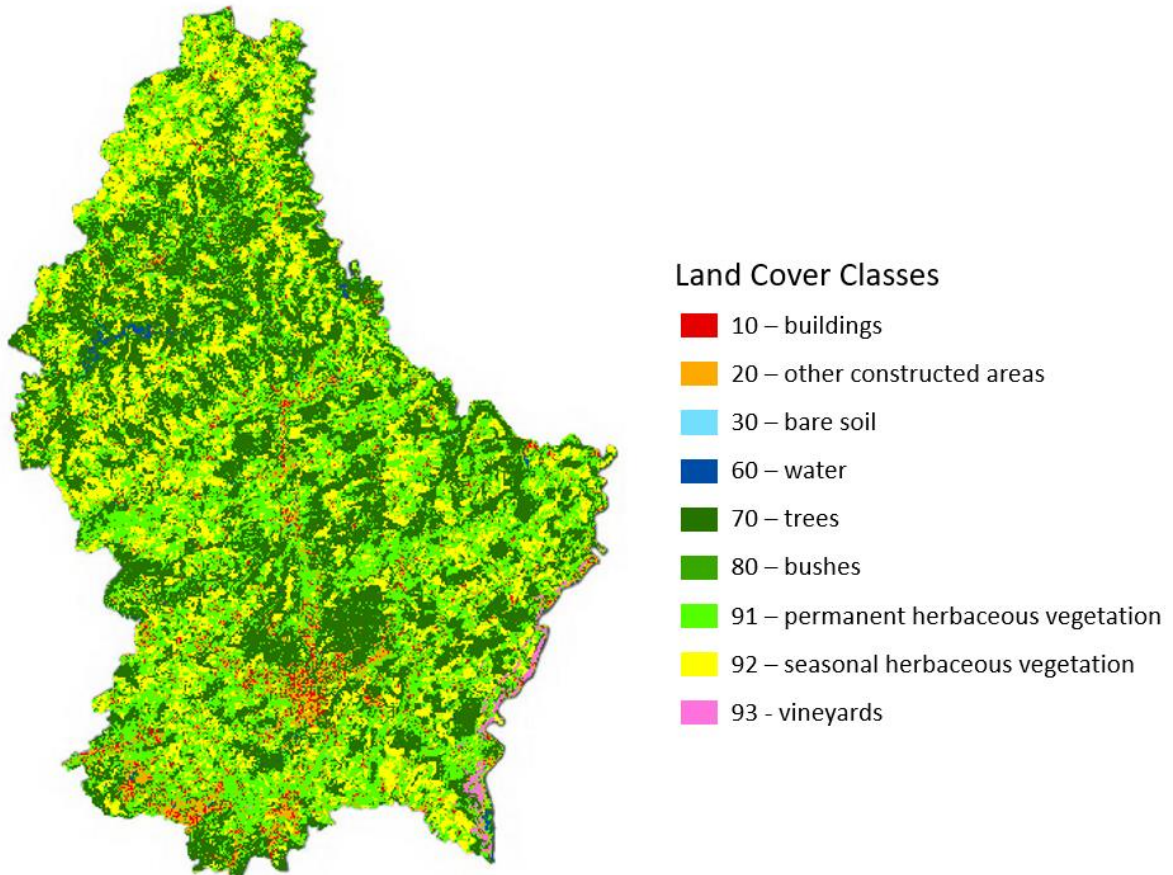 Land Cover Classes
10 – buildings
20 – other constructed areas
30 – bare soil
60 – water
70 – trees
80 – bushes
91 – permanent herbaceous vegetation
92 – seasonal herbaceous vegetation
93 - vineyards